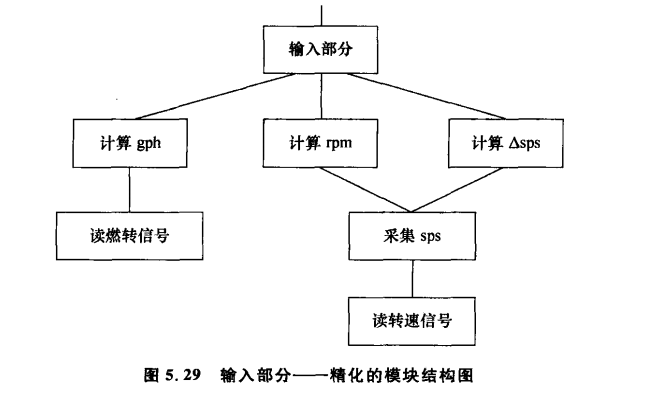 输入部分
计算 gph
计算 rpm
计算 Δsps
读燃转信号
采集 sps
读转速信号
图 5.29 输入部分——精化的模块结构图